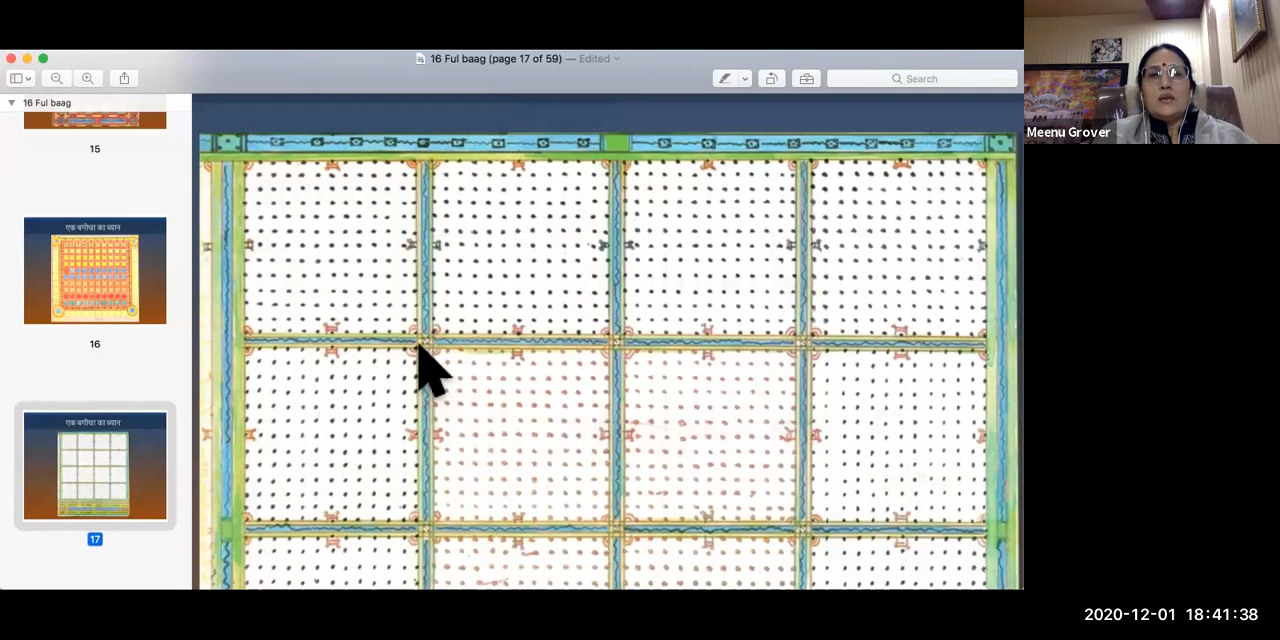 16 Ful baag (page 17 of 59) — Edited
Search
16 Ful baag
15
एक बगीचा का ध्यान
16
एक बगीचा का ध्यान
17
Meenu Grover
2020-12-01 18:41:38